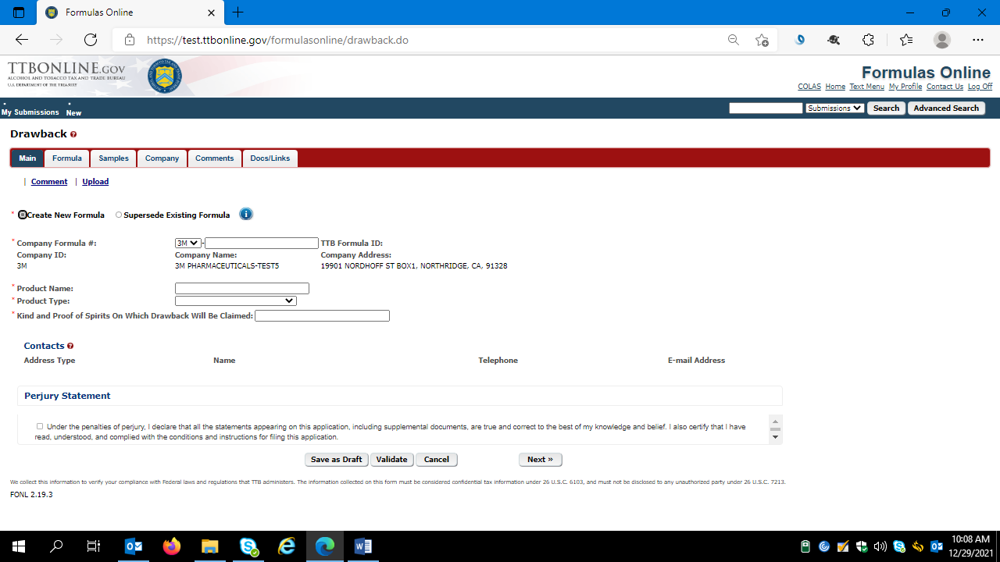 Formulas Online
https://test.ttbonline.gov/formulasonline/drawback.do
TTBONLINE.GOV
ALCOHOL AND TOBACCO TAX AND TRADE BUREAU
U.S. DEPARTMENT OF THE TREASURY
Formulas Online
COLAS Home Text Menu My Profile Contact Us Log Off
My Submissions New
Submissions Search Advanced Search
Drawback
Main Formula Samples Company Comments Docs/Links
| Comment | Upload
* Create New Formula Supersede Existing Formula
* Company Formula #: 3M - TTB Formula ID:
Company ID: Company Name: Company Address:
3M 3M PHARMACEUTICALS-TEST5 19901 NORDHOFF ST BOX1, NORTHRIDGE, CA, 91328
* Product Name:
* Product Type:
* Kind and Proof of Spirits On Which Drawback Will Be Claimed:
Contacts
Address Type Name Telephone E-mail Address
Perjury Statement
Under the penalties of perjury, I declare that all the statements appearing on this application, including supplemental documents, are true and correct to the best of my knowledge and belief. I also certify that I have
read, understood, and complied with the conditions and instructions for filing this application.
Save as Draft Validate Cancel Next »
We collect this information to verify your compliance with Federal laws and regulations that TTB administers. The information collected on this form must be considered confidential tax information under 26 U.S.C. 6103, and must not be disclosed to any unauthorized party under 26 U.S.C. 7213.
FONL 2.19.3
10:08 AM
12/29/2021